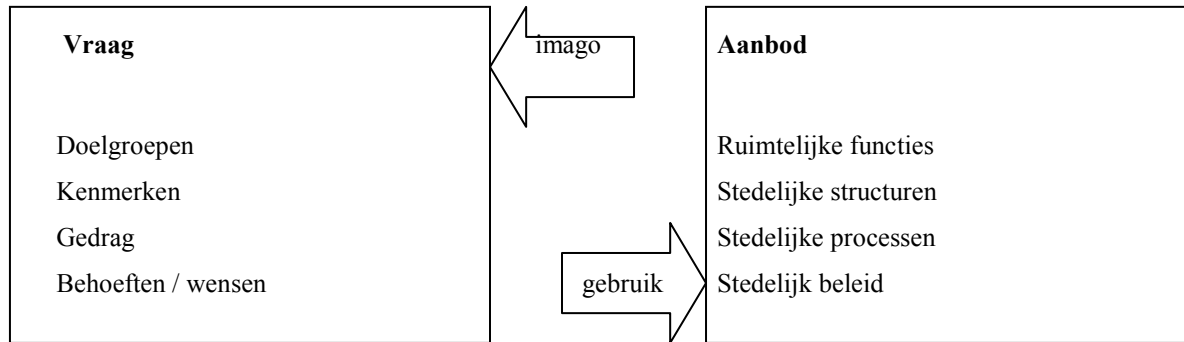 Vraag
Doelgroepen
Kenmerken
Gedrag
Behoeften / wensen
imago
gebruik
Aanbod
Ruimtelijke functies
Stedelijke structuren
Stedelijke processen
Stedelijk beleid